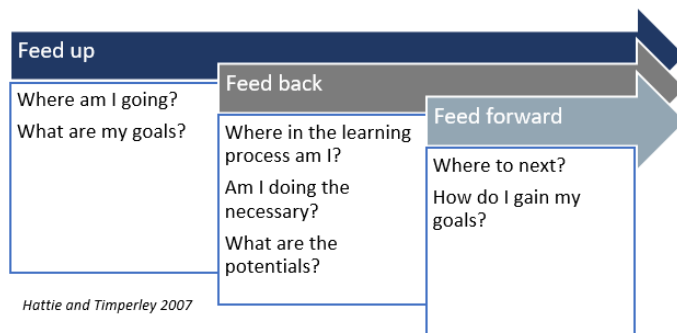 Feed up
Where am I going?
What are my goals?
Feed back
Where in the learning
process am I?
Am I doing the
necessary?
What are the
potentials?
Feed forward
Where to next?
How do I gain my
goals?
Hattie and Timperley 2007